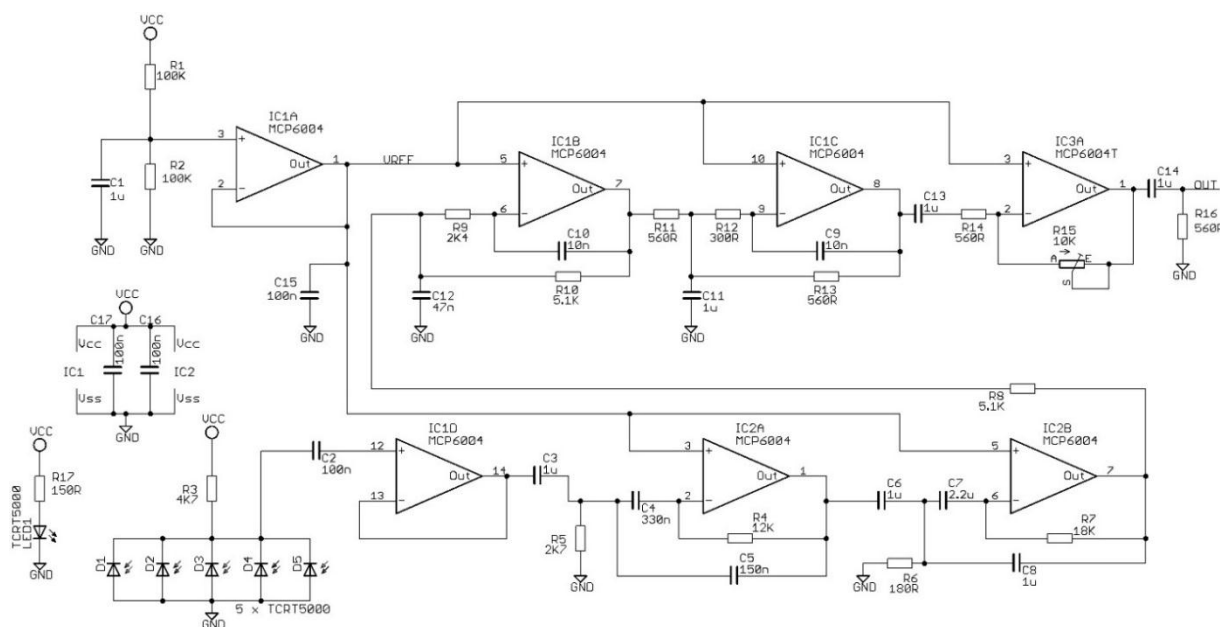 VCC
R1
100K
IC1A
MCP6004
3
+
Out
1
2
-
R2
100K
C1
1u
GND
GND
VREF
IC1B
MCP6004
5
+
Out
7
6
-
R9
2K4
C10
10n
R10
5.1K
C12
47n
GND
R11
560R
R12
300R
IC1C
MCP6004
10
+
Out
8
9
-
C9
10n
R13
560R
C11
1u
GND
C13
1u
R14
560R
IC3A
MCP6004T
3
+
Out
1
2
-
R15
10K
A
E
S
C14
1u
OUT
R16
560R
GND
C15
100n
GND
VCC
C17
C16
100n
100n
Vcc
Vcc
IC1
IC2
Vss
Vss
GND
R8
5.1K
VCC
R17
150R
TCRT5000
LED1
GND
VCC
R3
4K7
D1
D2
D3
D4
D5
GND
5 x TCRT5000
C2
100n
IC1D
MCP6004
12
+
Out
14
13
-
C3
1u
R5
2K7
GND
C4
330n
IC2A
MCP6004
3
+
Out
1
2
-
R4
12K
C5
150n
C6
1u
C7
2.2u
R6
180R
GND
IC2B
MCP6004
5
+
Out
7
6
-
R7
18K
C8
1u